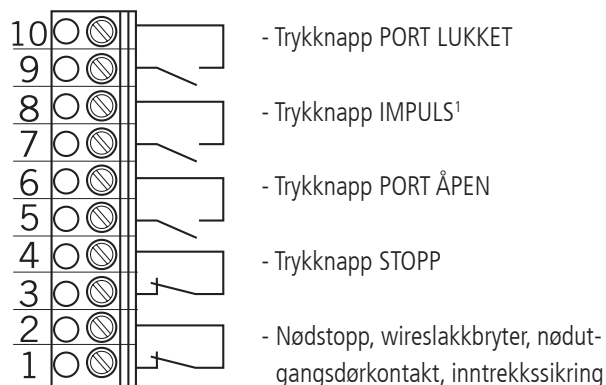 10
- Trykknapp PORT LUKKET
9
8
- Trykknapp IMPULS¹
7
6
- Trykknapp PORT ÅPEN
5
4
- Trykknapp STOPP
3
2
- Nødstopp, wireslakkbryter, nødut-
1
gangsdørkontakt, inntrekkssikring